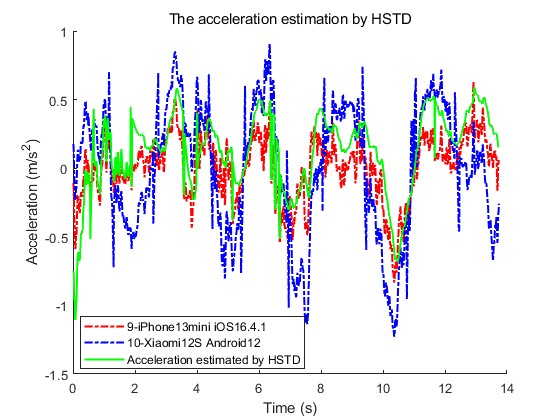 The acceleration estimation by HSTD
Acceleration (m/s²)
1
0.5
0
-0.5
-1
-1.5
9-iPhone13mini iOS16.4.1
10-Xiaomi12S Android12
Acceleration estimated by HSTD
0 2 4 6 8 10 12 14
Time (s)